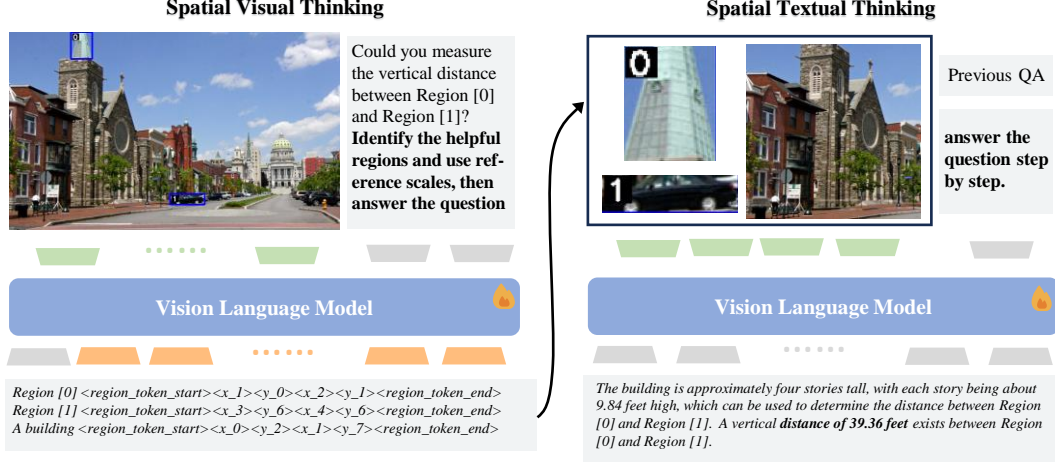 Spatial Visual Thinking
0
1
Could you measure
the vertical distance
between Region [0]
and Region [1]?
Identify the helpful
regions and use ref-
erence scales, then
answer the question
Vision Language Model
Region [0] <region_token_start><x_1><y_0><x_2><y_1><region_token_end>
Region [1] <region_token_start><x_3><y_6><x_4><y_6><region_token_end>
A building <region_token_start><x_0><y_2><x_1><y_7><region_token_end>
Spatial Textual Thinking
0
1
Previous QA
answer the
question step
by step.
Vision Language Model
The building is approximately four stories tall, with each story being about
9.84 feet high, which can be used to determine the distance between Region
[0] and Region [1]. A vertical distance of 39.36 feet exists between Region
[0] and Region [1].